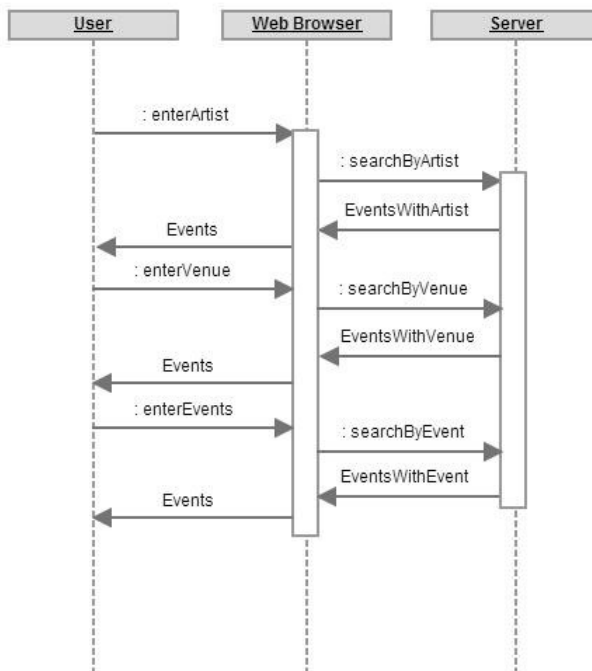 User Web Browser Server
: enterArtist
: searchByArtist
EventsWithArtist
Events
: enterVenue
: searchByVenue
EventsWithVenue
Events
: enterEvents
: searchByEvent
EventsWithEvent
Events